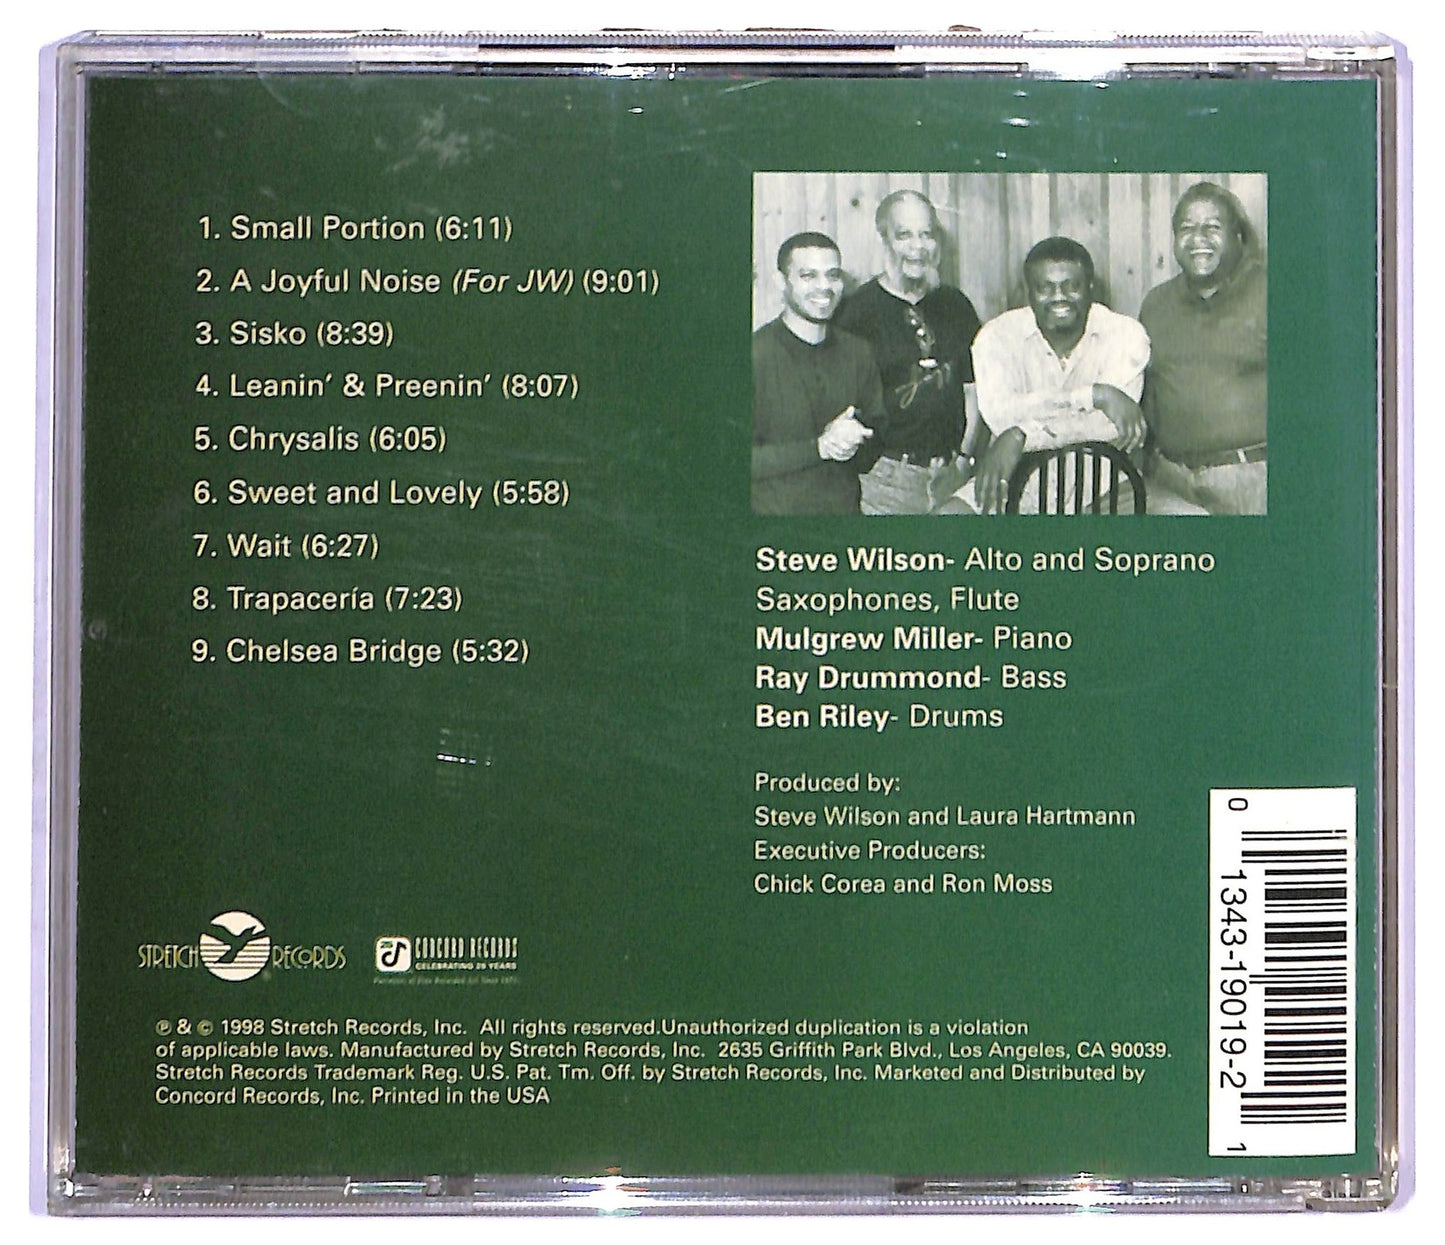 1. Small Portion (6:11)
2. A Joyful Noise (For JW) (9:01)
3. Sisko (8:39)
4. Leanin' & Preenin' (8:07)
5. Chrysalis (6:05)
6. Sweet and Lovely (5:58)
7. Wait (6:27)
8. Trapacería (7:23)
9. Chelsea Bridge (5:32)
Steve Wilson- Alto and Soprano
Saxophones, Flute
Mulgrew Miller- Piano
Ray Drummond- Bass
Ben Riley- Drums
Produced by:
Steve Wilson and Laura Hartmann
Executive Producers:
Chick Corea and Ron Moss
STRETCH RECORDS
CONCORD RECORDS
CELEBRATING 25 YEARS
℗ & © 1998 Stretch Records, Inc. All rights reserved.Unauthorized duplication is a violation
of applicable laws. Manufactured by Stretch Records, Inc. 2635 Griffith Park Blvd., Los Angeles, CA 90039.
Stretch Records Trademark Reg. U.S. Pat. Tm. Off. by Stretch Records, Inc. Marketed and Distributed by
Concord Records, Inc. Printed in the USA
0 1343-19019-2 1